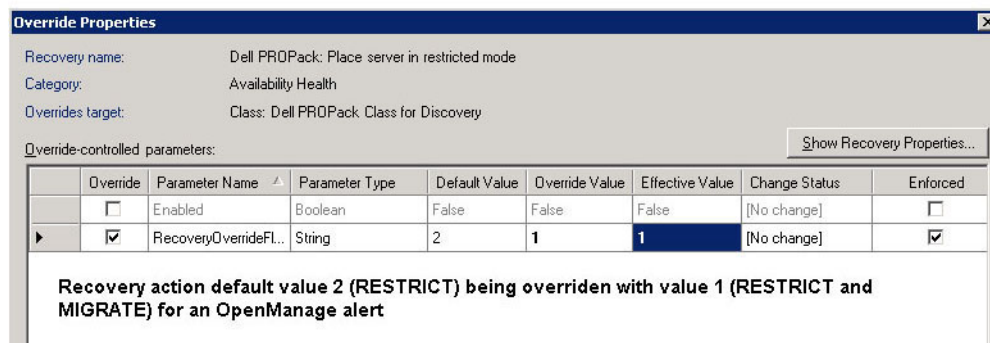 Override Properties
Recovery name: Dell PROPack: Place server in restricted mode
Category: Availability Health
Overrides target: Class: Dell PROPack Class for Discovery
Override-controlled parameters: Show Recovery Properties...
Override Parameter Name Parameter Type Default Value Override Value Effective Value Change Status Enforced
Enabled Boolean False False False [No change]
RecoveryOverrideFl... String 2 1 1 [No change]
Recovery action default value 2 (RESTRICT) being overriden with value 1 (RESTRICT and
MIGRATE) for an OpenManage alert